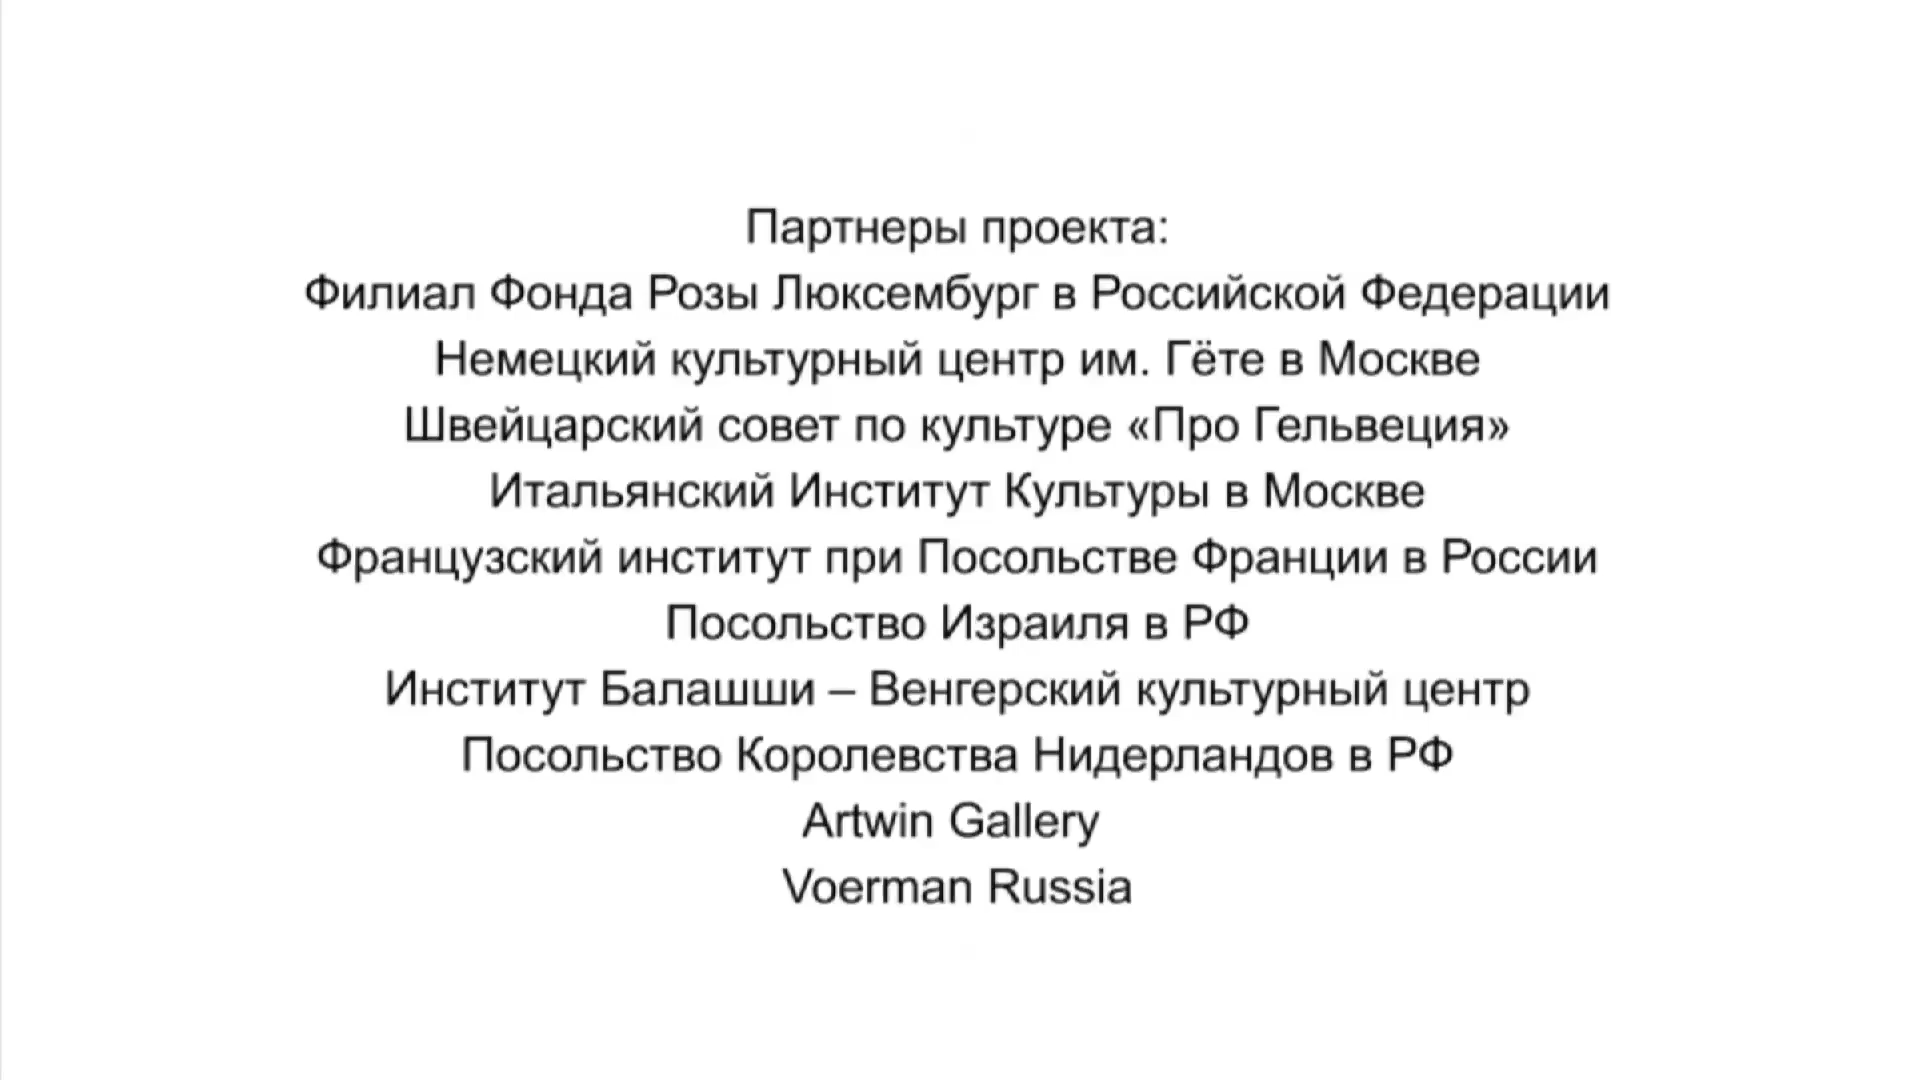 Партнеры проекта:
Филиал Фонда Розы Люксембург в Российской Федерации
Немецкий культурный центр им. Гёте в Москве
Швейцарский совет по культуре «Про Гельвеция»
Итальянский Институт Культуры в Москве
Французский институт при Посольстве Франции в России
Посольство Израиля в РФ
Институт Балашши – Венгерский культурный центр
Посольство Королевства Нидерландов в РФ
Artwin Gallery
Voerman Russia